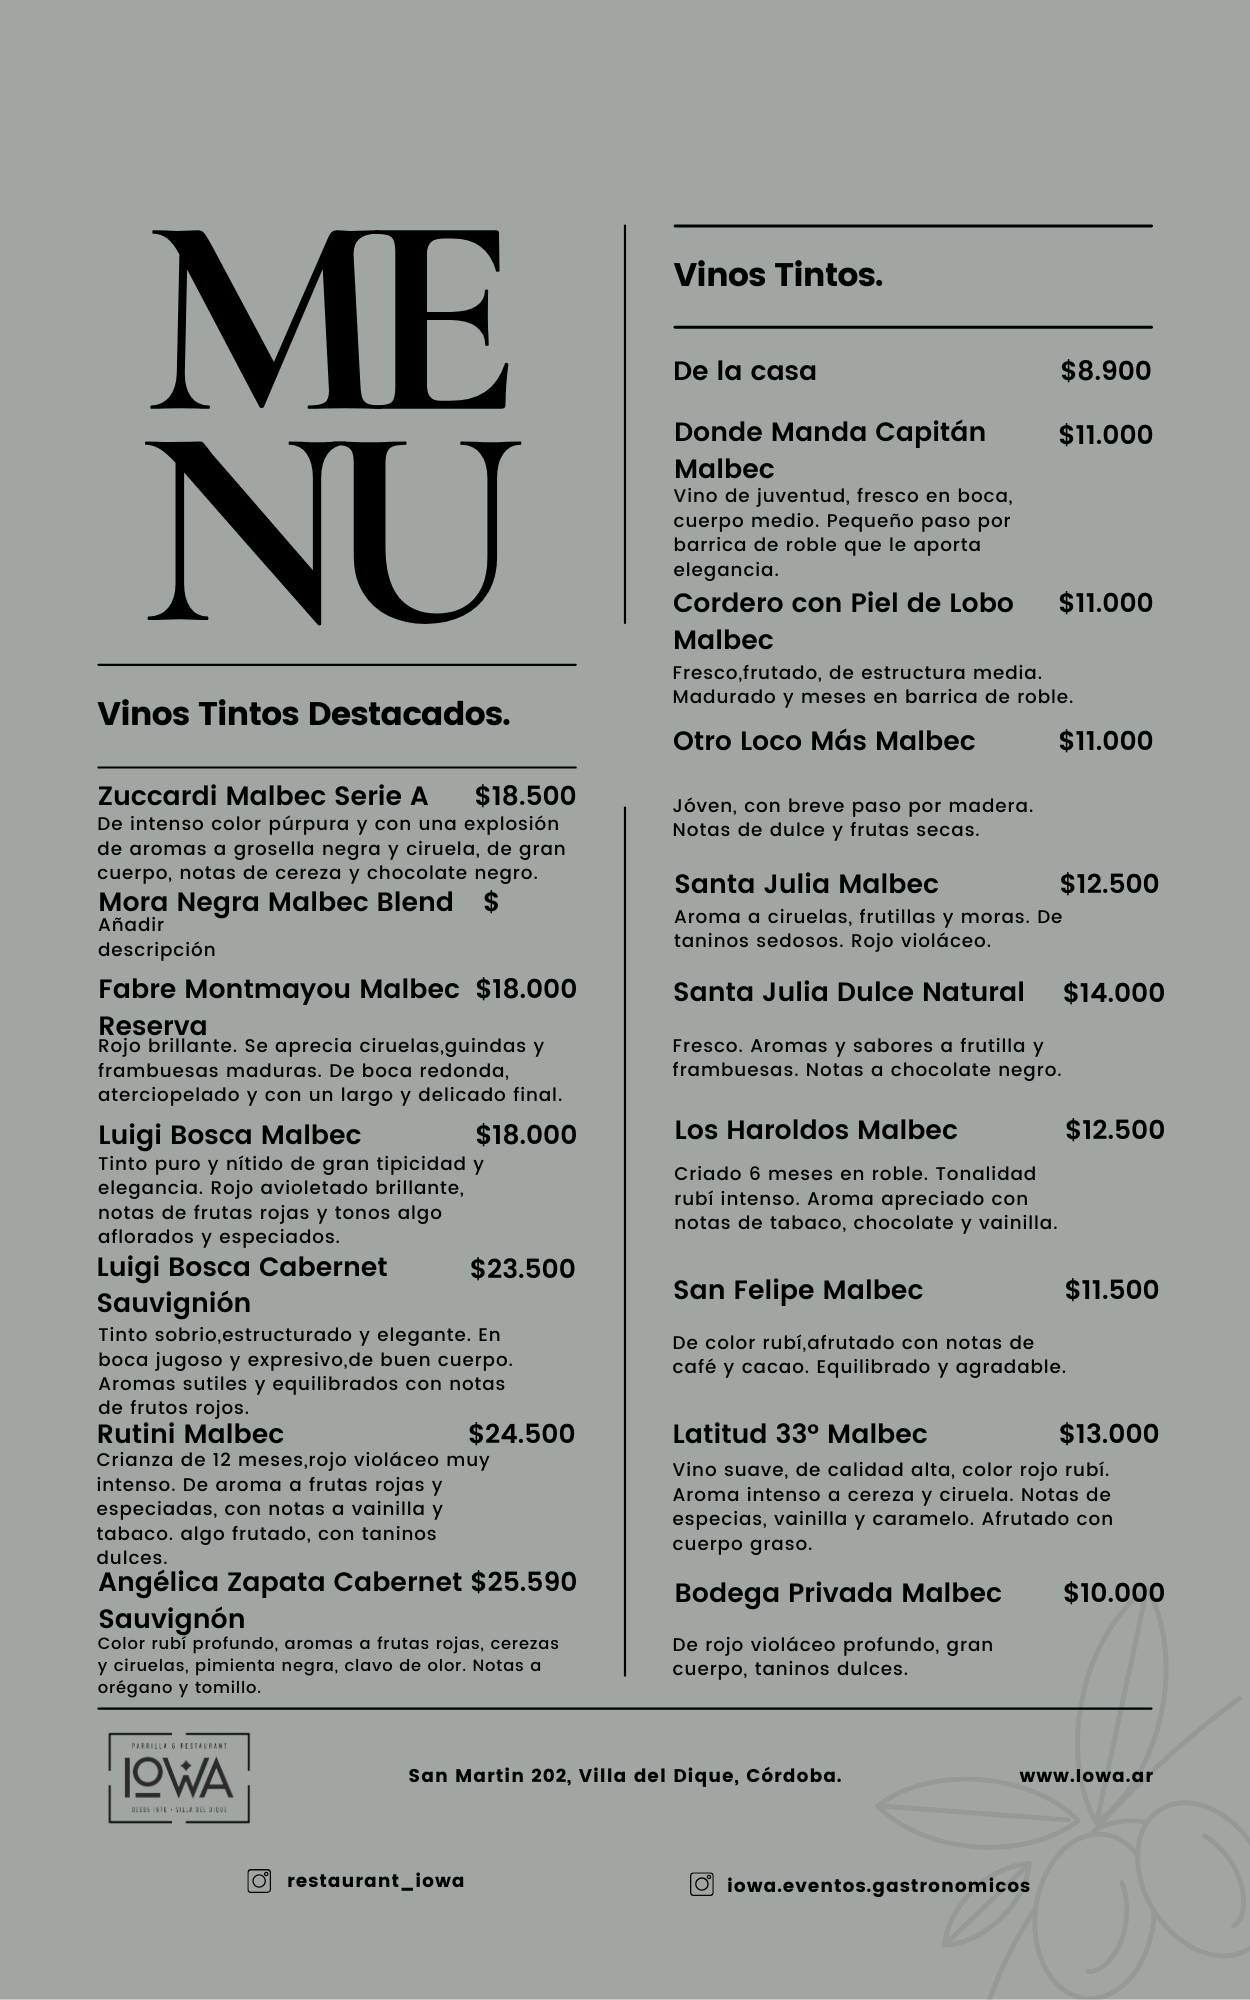 ME
NU
Vinos Tintos Destacados.
Zuccardi Malbec Serie A $18.500
De intenso color púrpura y con una explosión
de aromas a grosella negra y ciruela, de gran
cuerpo, notas de cereza y chocolate negro.
Mora Negra Malbec Blend $
Añadir
descripción
Fabre Montmayou Malbec $18.000
Reserva
Rojo brillante. Se aprecia ciruelas,guindas y
frambuesas maduras. De boca redonda,
aterciopelado y con un largo y delicado final.
Luigi Bosca Malbec $18.000
Tinto puro y nítido de gran tipicidad y
elegancia. Rojo avioletado brillante,
notas de frutas rojas y tonos algo
aflorados y especiados.
Luigi Bosca Cabernet $23.500
Sauvignión
Tinto sobrio,estructurado y elegante. En
boca jugoso y expresivo,de buen cuerpo.
Aromas sutiles y equilibrados con notas
de frutos rojos.
Rutini Malbec $24.500
Crianza de 12 meses,rojo violáceo muy
intenso. De aroma a frutas rojas y
especiadas, con notas a vainilla y
tabaco. algo frutado, con taninos
dulces.
Angélica Zapata Cabernet $25.590
Sauvignón
Color rubí profundo, aromas a frutas rojas, cerezas
y ciruelas, pimienta negra, clavo de olor. Notas a
orégano y tomillo.
Vinos Tintos.
De la casa $8.900
Donde Manda Capitán $11.000
Malbec
Vino de juventud, fresco en boca,
cuerpo medio. Pequeño paso por
barrica de roble que le aporta
elegancia.
Cordero con Piel de Lobo $11.000
Malbec
Fresco,frutado, de estructura media.
Madurado y meses en barrica de roble.
Otro Loco Más Malbec $11.000
Jóven, con breve paso por madera.
Notas de dulce y frutas secas.
Santa Julia Malbec $12.500
Aroma a ciruelas, frutillas y moras. De
taninos sedosos. Rojo violáceo.
Santa Julia Dulce Natural $14.000
Fresco. Aromas y sabores a frutilla y
frambuesas. Notas a chocolate negro.
Los Haroldos Malbec $12.500
Criado 6 meses en roble. Tonalidad
rubí intenso. Aroma apreciado con
notas de tabaco, chocolate y vainilla.
San Felipe Malbec $11.500
De color rubí,afrutado con notas de
café y cacao. Equilibrado y agradable.
Latitud 33º Malbec $13.000
Vino suave, de calidad alta, color rojo rubí.
Aroma intenso a cereza y ciruela. Notas de
especias, vainilla y caramelo. Afrutado con
cuerpo graso.
Bodega Privada Malbec $10.000
De rojo violáceo profundo, gran
cuerpo, taninos dulces.
PARRILLA & RESTAURANT
IOWA
DESDE 1976 • VILLA DEL DIQUE
San Martin 202, Villa del Dique, Córdoba.
www.Iowa.ar
restaurant_iowa
iowa.eventos.gastronomicos